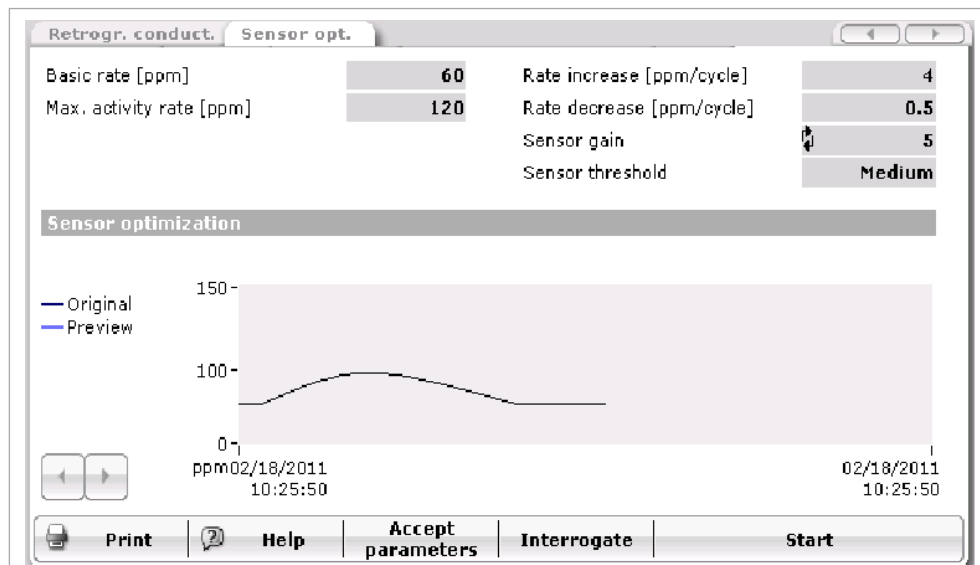 Retrogr. conduct. Sensor opt.
Basic rate [ppm] 60 Rate increase [ppm/cycle] 4
Max. activity rate [ppm] 120 Rate decrease [ppm/cycle] 0.5
Sensor gain 5
Sensor threshold Medium
Sensor optimization
150
Original
Preview
100
0
ppm 02/18/2011 02/18/2011
10:25:50 10:25:50
Print Help Accept parameters Interrogate Start